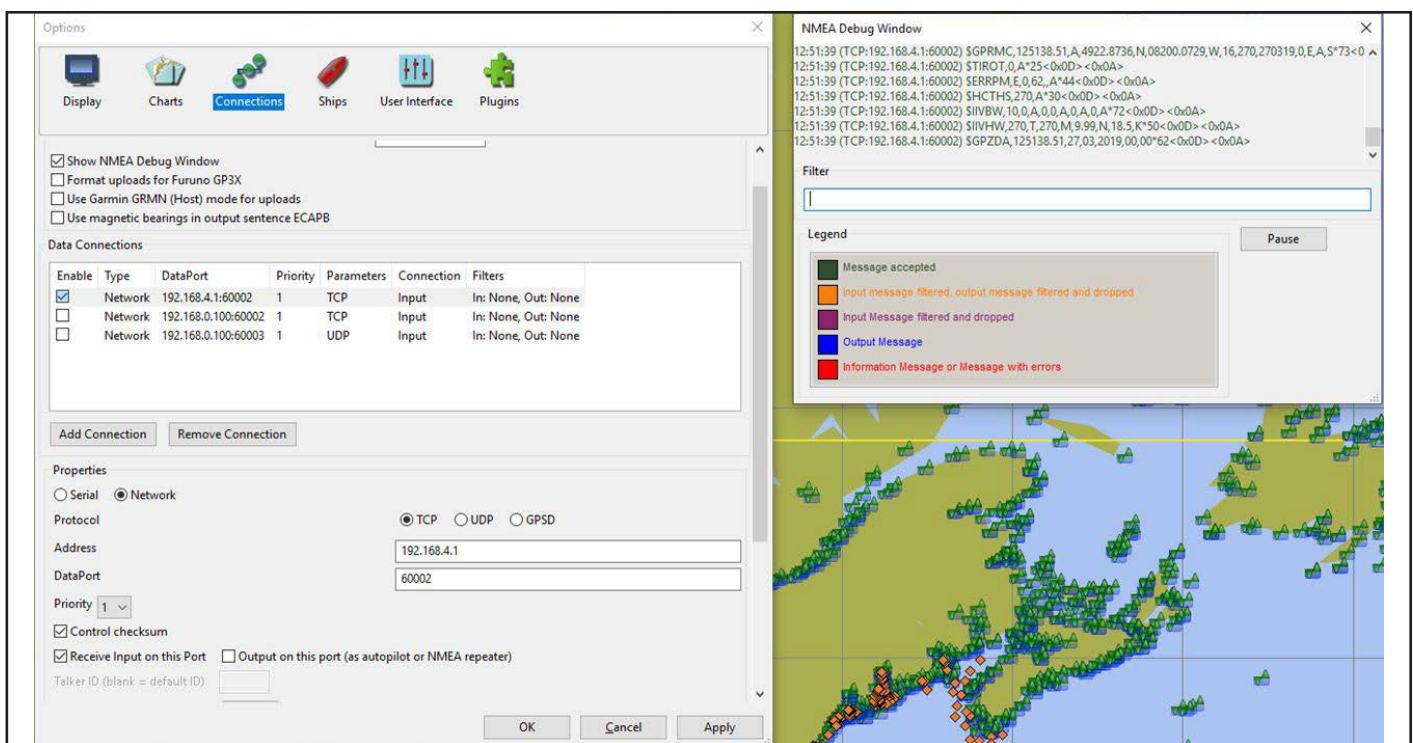 Options
Display Charts Connections Ships User Interface Plugins
Show NMEA Debug Window
Format uploads for Furuno GP3X
Use Garmin GRMN (Host) mode for uploads
Use magnetic bearings in output sentence ECAPB
Data Connections
Enable Type DataPort Priority Parameters Connection Filters
Network 192.168.4.1:60002 1 TCP Input In: None, Out: None
Network 192.168.0.100:60002 1 TCP Input In: None, Out: None
Network 192.168.0.100:60003 1 UDP Input In: None, Out: None
Add Connection Remove Connection
Properties
Serial Network
Protocol TCP UDP GPSD
Address 192.168.4.1
DataPort 60002
Priority 1
Control checksum
Receive Input on this Port Output on this port (as autopilot or NMEA repeater)
Talker ID (blank = default ID)
OK Cancel Apply
NMEA Debug Window
12:51:39 (TCP:192.168.4.1:60002) $GPRMC,125138.51,A,4922.8736,N,08200.0729,W,16,270,270319,0,E,A,S*73<0
12:51:39 (TCP:192.168.4.1:60002) $TIROT,0,A*25<0x0D><0x0A>
12:51:39 (TCP:192.168.4.1:60002) $ERRPM,E,0,62,,A*44<0x0D><0x0A>
12:51:39 (TCP:192.168.4.1:60002) $HCTHS,270,A*30<0x0D><0x0A>
12:51:39 (TCP:192.168.4.1:60002) $IIVBW,10,0,A,0,0,A,0,A,0,A*72<0x0D><0x0A>
12:51:39 (TCP:192.168.4.1:60002) $IIVHW,270,T,270,M,9.99,N,18.5,K*50<0x0D><0x0A>
12:51:39 (TCP:192.168.4.1:60002) $GPZDA,125138.51,27,03,2019,00,00*62<0x0D><0x0A>
Filter
Legend
Pause
Message accepted
Input message filtered, output message filtered and dropped
Input Message filtered and dropped
Output Message
Information Message or Message with errors